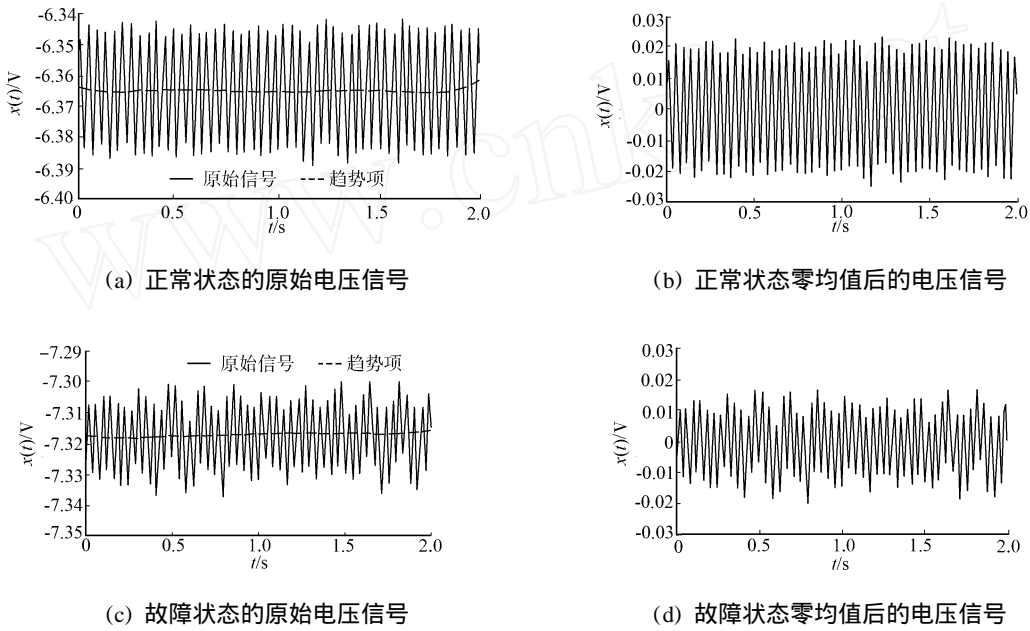 -6.34
-6.35
-6.36
-6.37
-6.38
-6.39
-6.40
x(t)/V
原始信号 趋势项
0 0.5 1.0 1.5 2.0
t/s
(a) 正常状态的原始电压信号
0.03
0.02
0.01
0
-0.01
-0.02
-0.03
x(t)/V
0 0.5 1.0 1.5 2.0
t/s
(b) 正常状态零均值后的电压信号
-7.29
-7.30
-7.31
-7.32
-7.33
-7.34
-7.35
x(t)/V
原始信号 趋势项
0 0.5 1.0 1.5 2.0
t/s
(c) 故障状态的原始电压信号
0.03
0.02
0.01
0
-0.01
-0.02
-0.03
x(t)/V
0 0.5 1.0 1.5 2.0
t/s
(d) 故障状态零均值后的电压信号